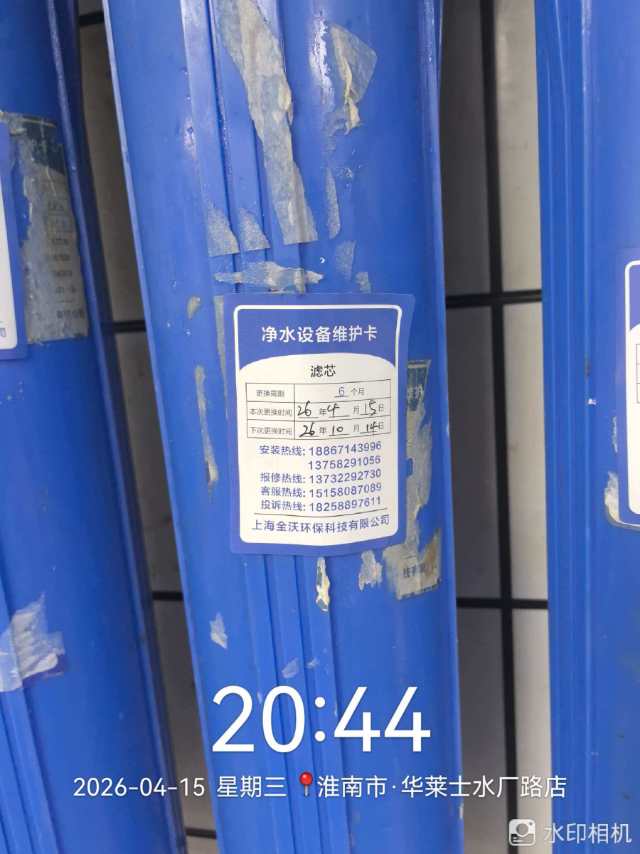 净水设备维护卡
滤芯
更换周期 6 个月
本次更换时间 26 年 4 月 15 日
下次更换时间 26 年 10 月 14 日
安装热线: 18867143996
13758291056
报修热线: 13732292730
客服热线: 15158087089
投诉热线: 18258897611
上海全沃环保科技有限公司
20:44
2026-04-15 星期三 淮南市·华莱士水厂路店
水印相机